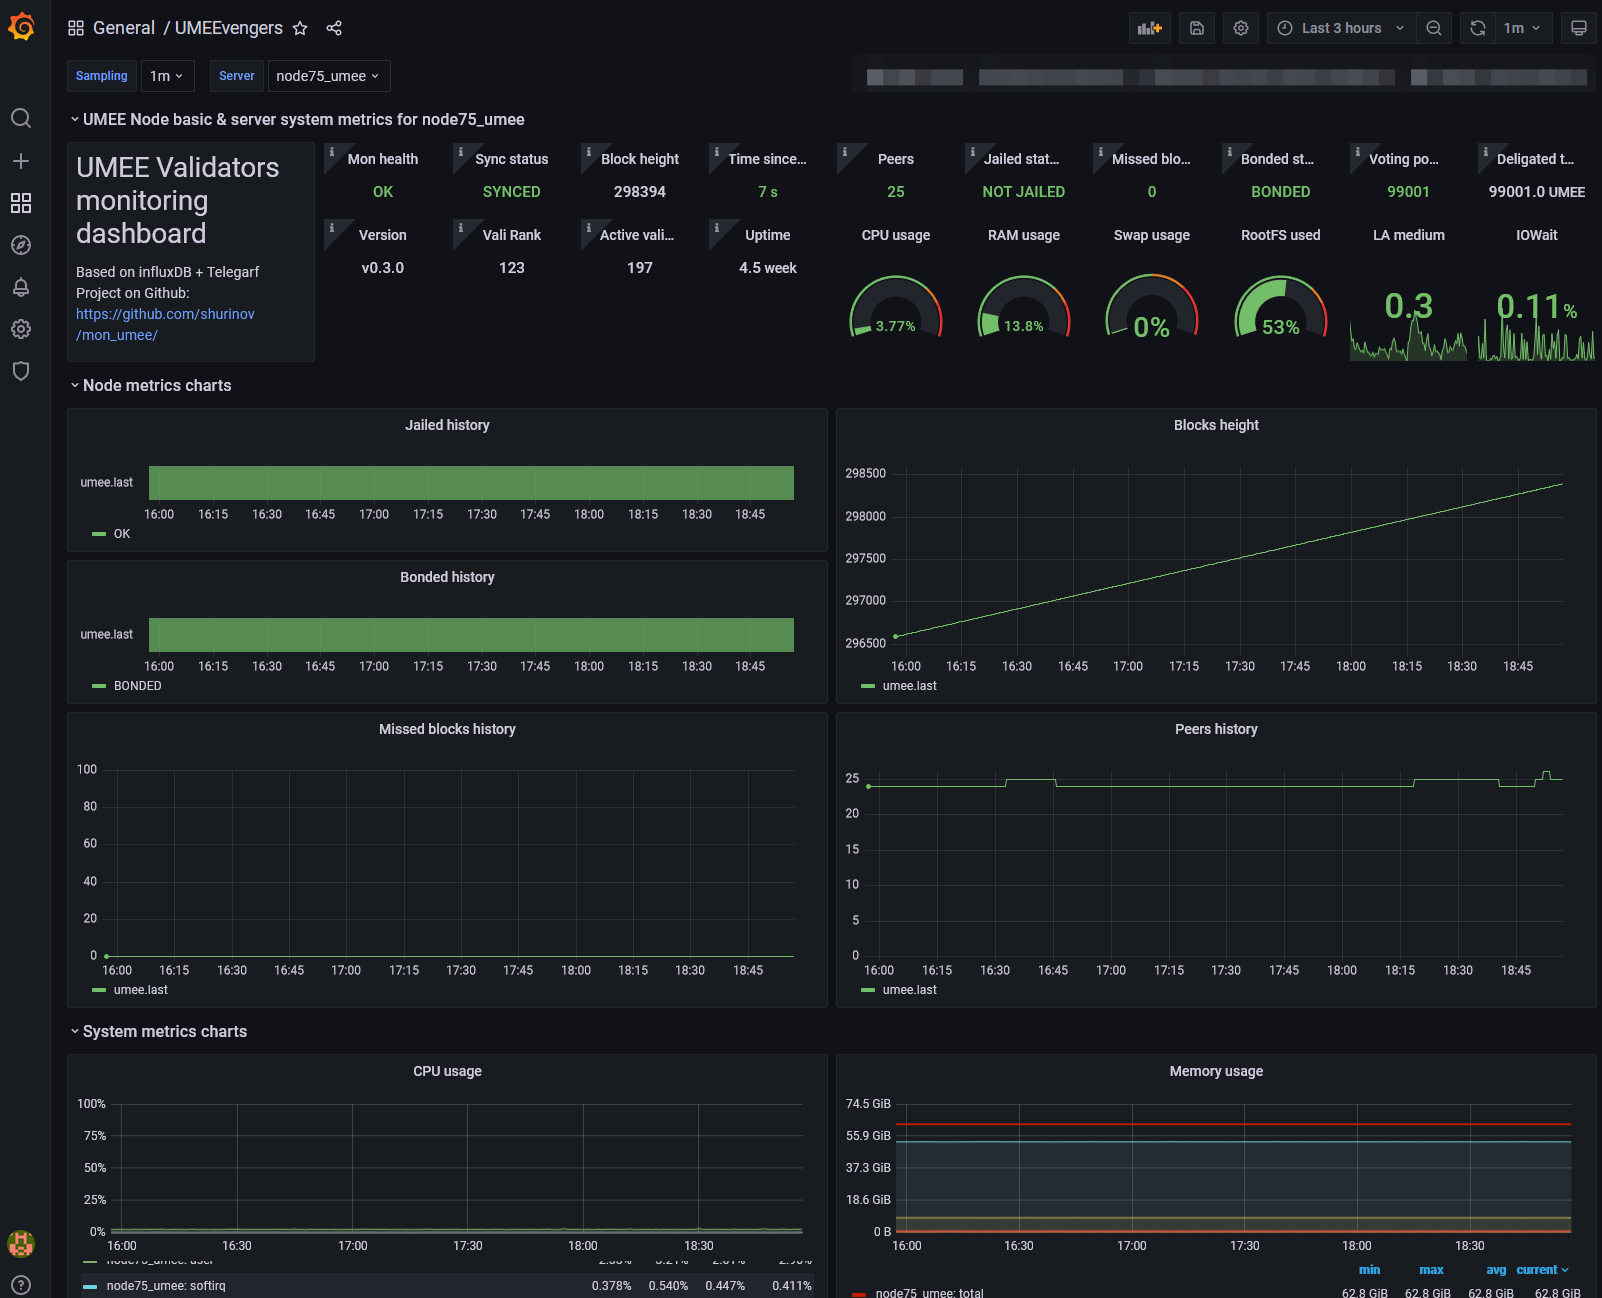 General / UMEEvengers
Last 3 hours
1m
Sampling 1m Server node75_umee
UMEE Node basic & server system metrics for node75_umee
UMEE Validators
monitoring
dashboard
Based on influxDB + Telegarf
Project on Github:
https://github.com/shurinov
/mon_umee/
Mon health Sync status Block height Time since... Peers Jailed stat... Missed blo... Bonded st... Voting po... Deligated t...
OK SYNCED 298394 7 s 25 NOT JAILED 0 BONDED 99001 99001.0 UMEE
Version Vali Rank Active vali... Uptime CPU usage RAM usage Swap usage RootFS used LA medium IOWait
v0.3.0 123 197 4.5 week
3.77% 13.8% 0% 53% 0.3 0.11%
Node metrics charts
Jailed history
umee.last
16:00 16:15 16:30 16:45 17:00 17:15 17:30 17:45 18:00 18:15 18:30 18:45
OK
Bonded history
umee.last
16:00 16:15 16:30 16:45 17:00 17:15 17:30 17:45 18:00 18:15 18:30 18:45
BONDED
Blocks height
298500
298000
297500
297000
296500
16:00 16:15 16:30 16:45 17:00 17:15 17:30 17:45 18:00 18:15 18:30 18:45
umee.last
Missed blocks history
100
80
60
40
20
0
16:00 16:15 16:30 16:45 17:00 17:15 17:30 17:45 18:00 18:15 18:30 18:45
umee.last
Peers history
25
20
15
10
5
0
16:00 16:15 16:30 16:45 17:00 17:15 17:30 17:45 18:00 18:15 18:30 18:45
umee.last
System metrics charts
CPU usage
100%
75%
50%
25%
0%
16:00 16:30 17:00 17:30 18:00 18:30
node75_umee: user
node75_umee: softirq 0.378% 0.540% 0.447% 0.411%
Memory usage
74.5 GiB
55.9 GiB
37.3 GiB
18.6 GiB
0 B
16:00 16:30 17:00 17:30 18:00 18:30
min max avg current
node75_umee: total 62.8 GiB 62.8 GiB 62.8 GiB 62.8 GiB